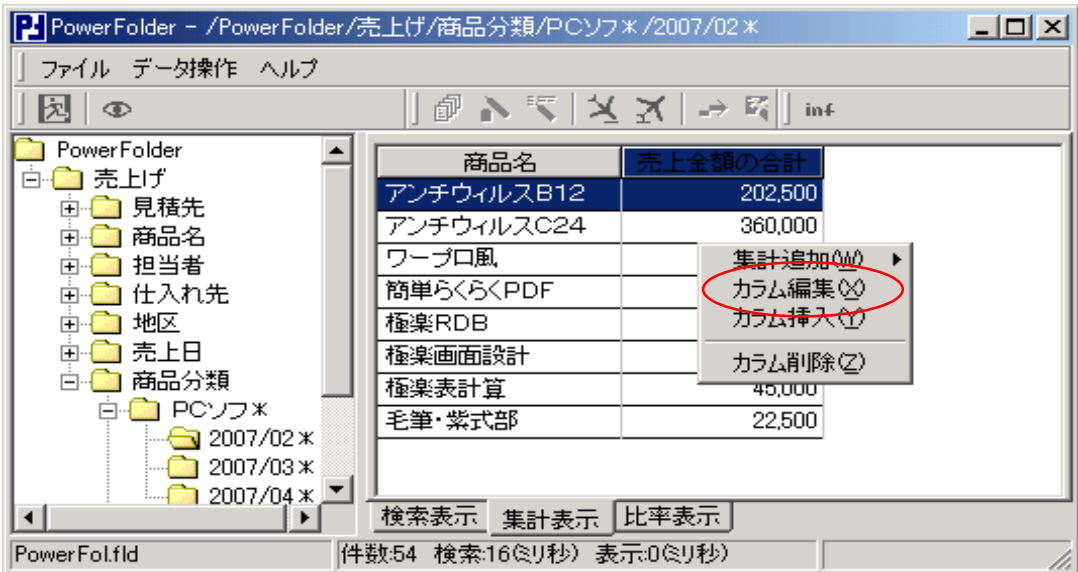 PowerFolder - /PowerFolder/売上げ/商品分類/PCソフ*/2007/02*
ファイル データ操作 ヘルプ
inf
PowerFolder
売上げ
見積先
商品名
担当者
仕入れ先
地区
売上日
商品分類
PCソフ*
2007/02*
2007/03*
2007/04*
商品名 売上金額の合計
アンチウィルスB12 202,500
アンチウィルスC24 360,000
ワープロ風
簡単らくらくPDF
極楽RDB
極楽画面設計
極楽表計算 45,000
毛筆・紫式部 22,500
集計追加(W)
カラム編集(X)
カラム挿入(Y)
カラム削除(Z)
検索表示 集計表示 比率表示
PowerFol.fld 件数:54 検索:16(ミリ秒) 表示:0(ミリ秒)